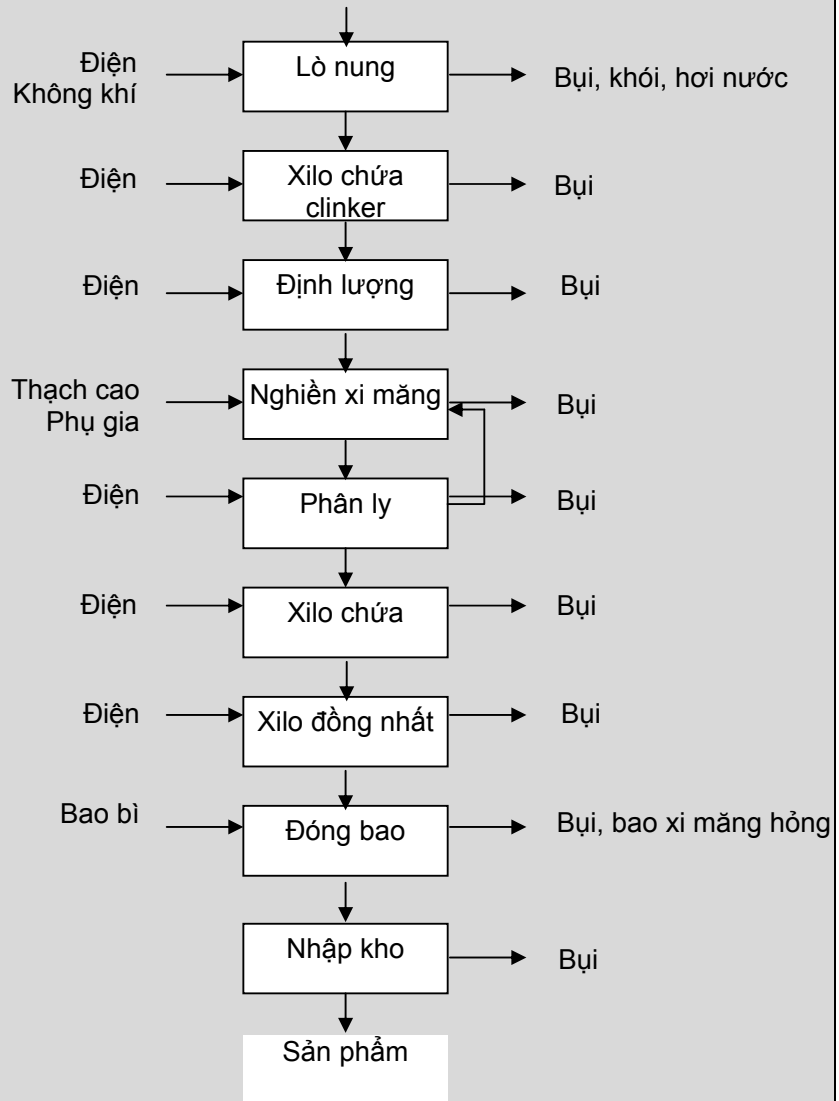 Điện
Không khí
Lò nung
Bụi, khói, hơi nước
Điện
Xilo chứa
clinker
Bụi
Điện
Định lượng
Bụi
Thạch cao
Phụ gia
Nghiền xi măng
Bụi
Điện
Phân ly
Bụi
Điện
Xilo chứa
Bụi
Điện
Xilo đồng nhất
Bụi
Bao bì
Đóng bao
Bụi, bao xi măng hỏng
Nhập kho
Bụi
Sản phẩm